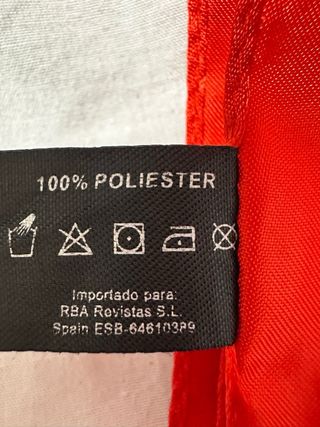 100% POLIESTER
Importado para:
RBA Revistas S.L.
Spain ESB-64610389